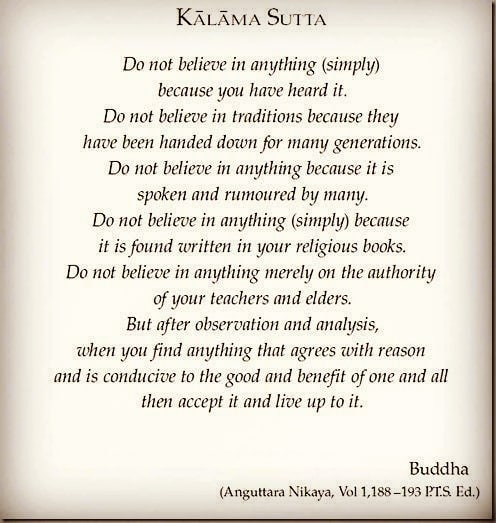 KĀLĀMA SUTTA
Do not believe in anything (simply)
because you have heard it.
Do not believe in traditions because they
have been handed down for many generations.
Do not believe in anything because it is
spoken and rumoured by many.
Do not believe in anything (simply) because
it is found written in your religious books.
Do not believe in anything merely on the authority
of your teachers and elders.
But after observation and analysis,
when you find anything that agrees with reason
and is conducive to the good and benefit of one and all
then accept it and live up to it.
Buddha
(Anguttara Nikaya, Vol 1,188–193 P.T.S. Ed.)